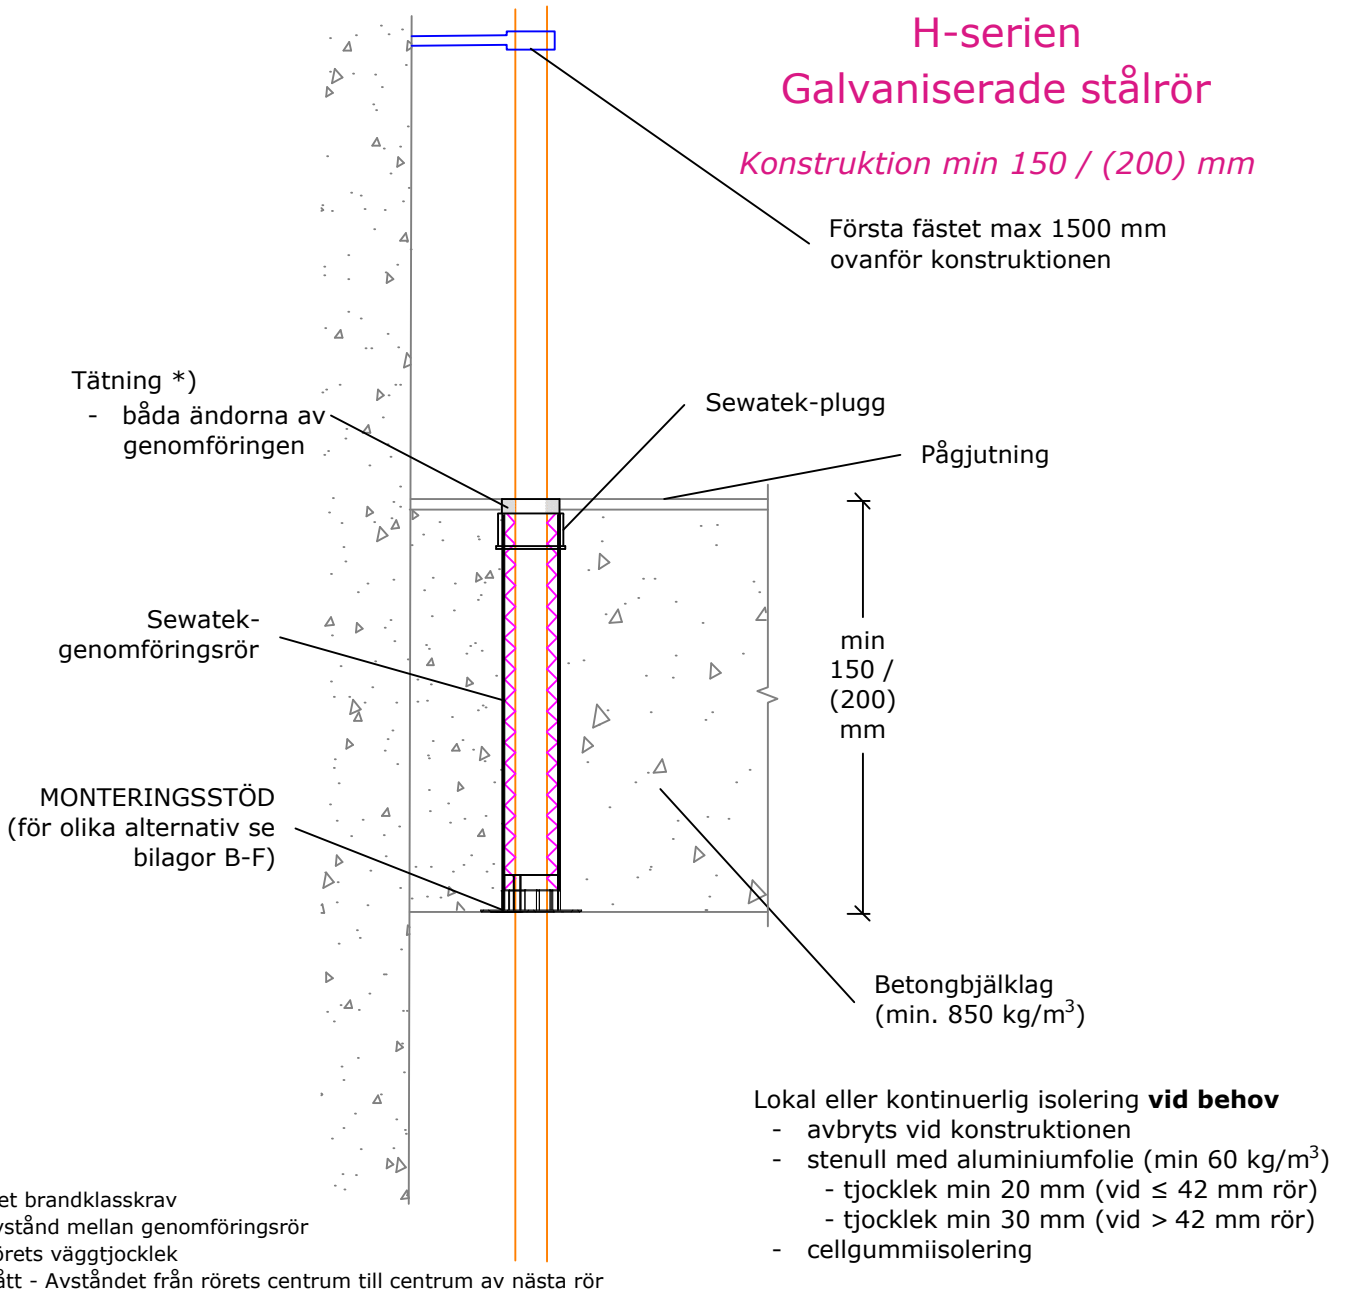 H-serien
Galvaniserade stålrör
Konstruktion min 150 / (200) mm
Första fästet max 1500 mm
ovanför konstruktionen
Tätning *)
- båda ändorna av
genomföringen
Sewatek-plugg
Pågjutning
Sewatek-
genomföringsrör
min
150 /
(200)
mm
MONTERINGSSTÖD
(för olika alternativ se
bilagor B-F)
Betongbjälklag
(min. 850 kg/m³)
Lokal eller kontinuerlig isolering vid behov
- avbryts vid konstruktionen
- stenull med aluminiumfolie (min 60 kg/m³)
- tjocklek min 20 mm (vid ≤ 42 mm rör)
- tjocklek min 30 mm (vid > 42 mm rör)
- cellgummiisolering
brandklasskrav
mellan genomföringsrör
väggtjocklek
- Avståndet från rörets centrum till centrum av nästa rör